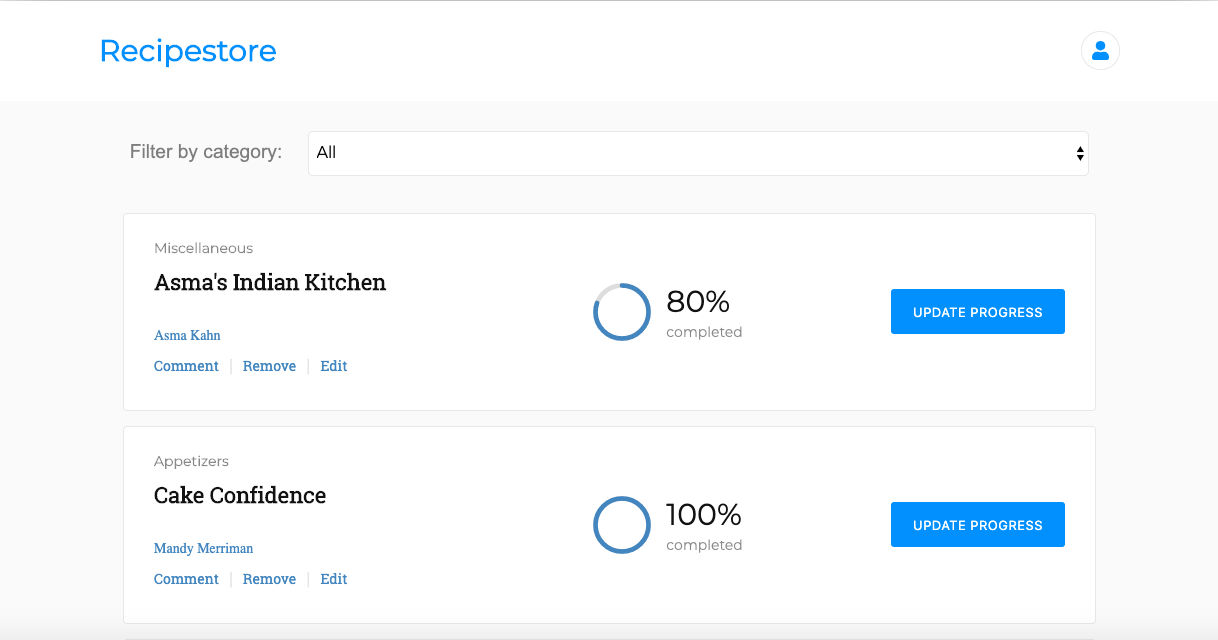 Recipestore
Filter by category:
All
Miscellaneous
Asma's Indian Kitchen
Asma Kahn
Comment
Remove
Edit
80%
completed
UPDATE PROGRESS
Appetizers
Cake Confidence
Mandy Merriman
Comment
Remove
Edit
100%
completed
UPDATE PROGRESS